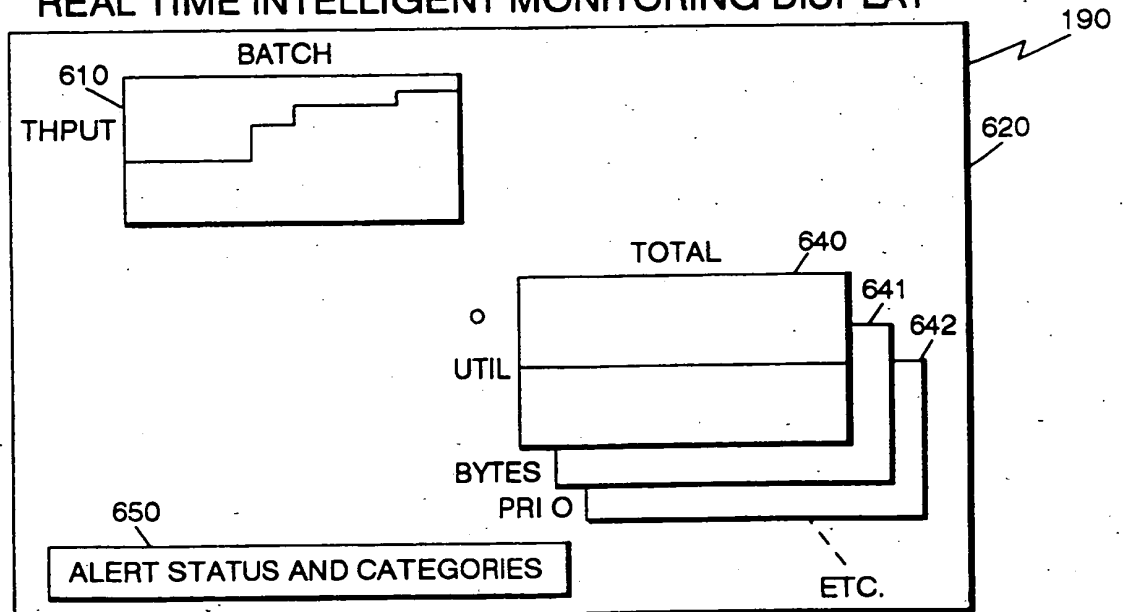 REAL TIME INTELLIGENT MONITORING DISPLAY
190
BATCH
610
THPUT
620
TOTAL
640
641
642
UTIL
BYTES
PRI O
650
ALERT STATUS AND CATEGORIES
ETC.